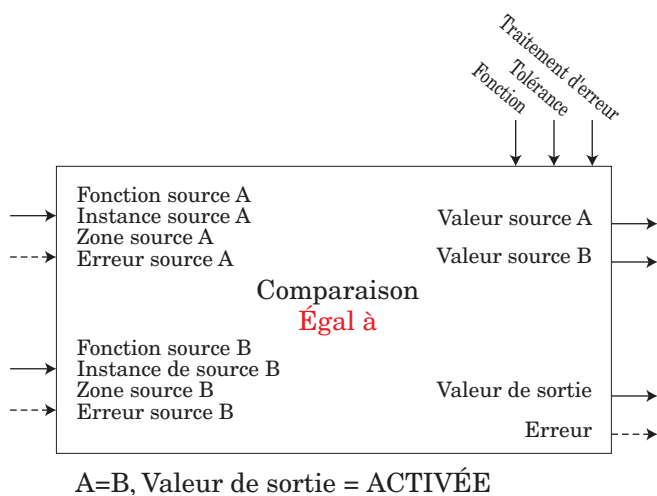 Fonction
Tolérance
Traitement d'erreur
Fonction source A
Instance source A
Zone source A
Erreur source A
Valeur source A
Valeur source B
Comparaison
Égal à
Fonction source B
Instance de source B
Zone source B
Erreur source B
Valeur de sortie
Erreur
A=B, Valeur de sortie = ACTIVÉE